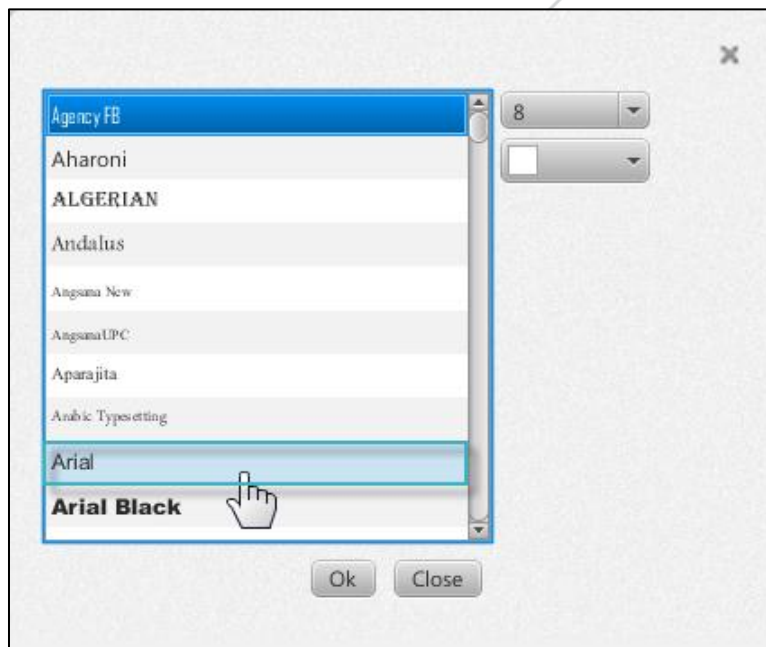 Agency FB
8
Aharoni
ALGERIAN
Andalus
Angsana New
AngsanaUPC
Aparajita
Arabic Typesetting
Arial
Arial Black
Ok
Close